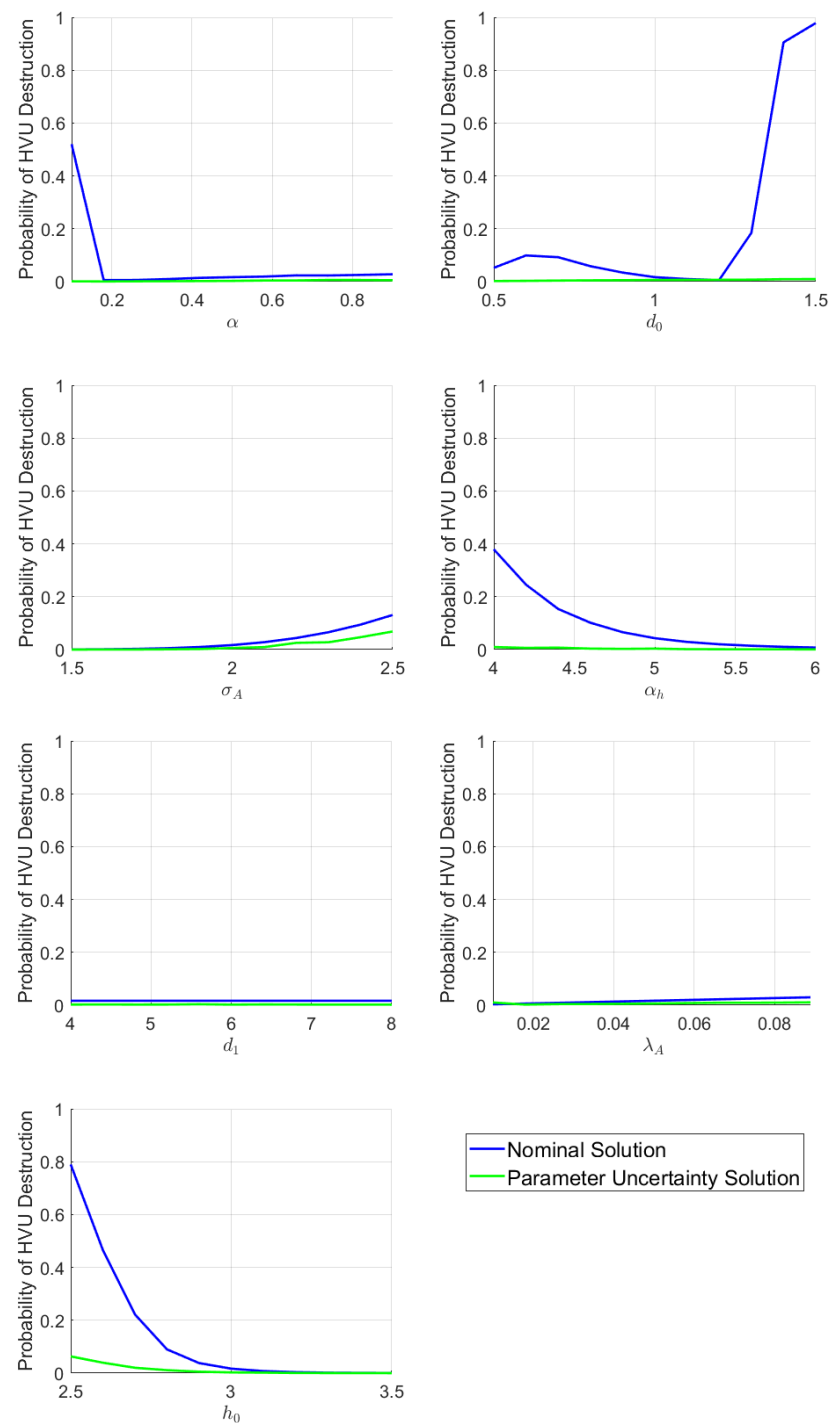 1
0.8
0.6
0.4
0.2
0
0.2 0.4 0.6 0.8
α
Probability of HVU Destruction
1
0.8
0.6
0.4
0.2
0
0.5 1 1.5
d₀
Probability of HVU Destruction
1
0.8
0.6
0.4
0.2
0
1.5 2 2.5
σ_A
Probability of HVU Destruction
1
0.8
0.6
0.4
0.2
0
4 4.5 5 5.5 6
α_h
Probability of HVU Destruction
1
0.8
0.6
0.4
0.2
0
4 5 6 7 8
d₁
Probability of HVU Destruction
1
0.8
0.6
0.4
0.2
0
0.02 0.04 0.06 0.08
λ_A
Probability of HVU Destruction
1
0.8
0.6
0.4
0.2
0
2.5 3 3.5
h₀
Probability of HVU Destruction
Nominal Solution
Parameter Uncertainty Solution